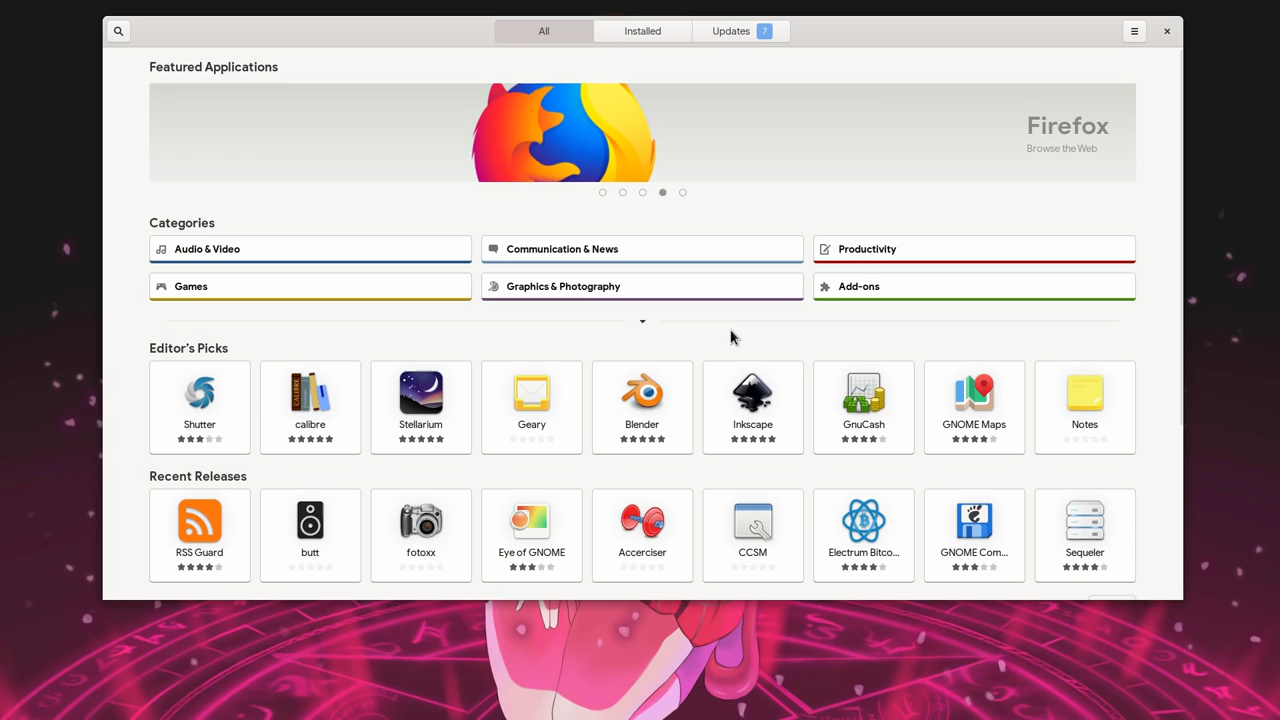 All Installed Updates 7
Featured Applications
Firefox
Browse the Web
Categories
Audio & Video Communication & News Productivity
Games Graphics & Photography Add-ons
Editor's Picks
Shutter calibre Stellarium Geary Blender Inkscape GnuCash GNOME Maps Notes
Recent Releases
RSS Guard butt fotoxx Eye of GNOME Accerciser CCSM Electrum Bitco... GNOME Com... Sequeler